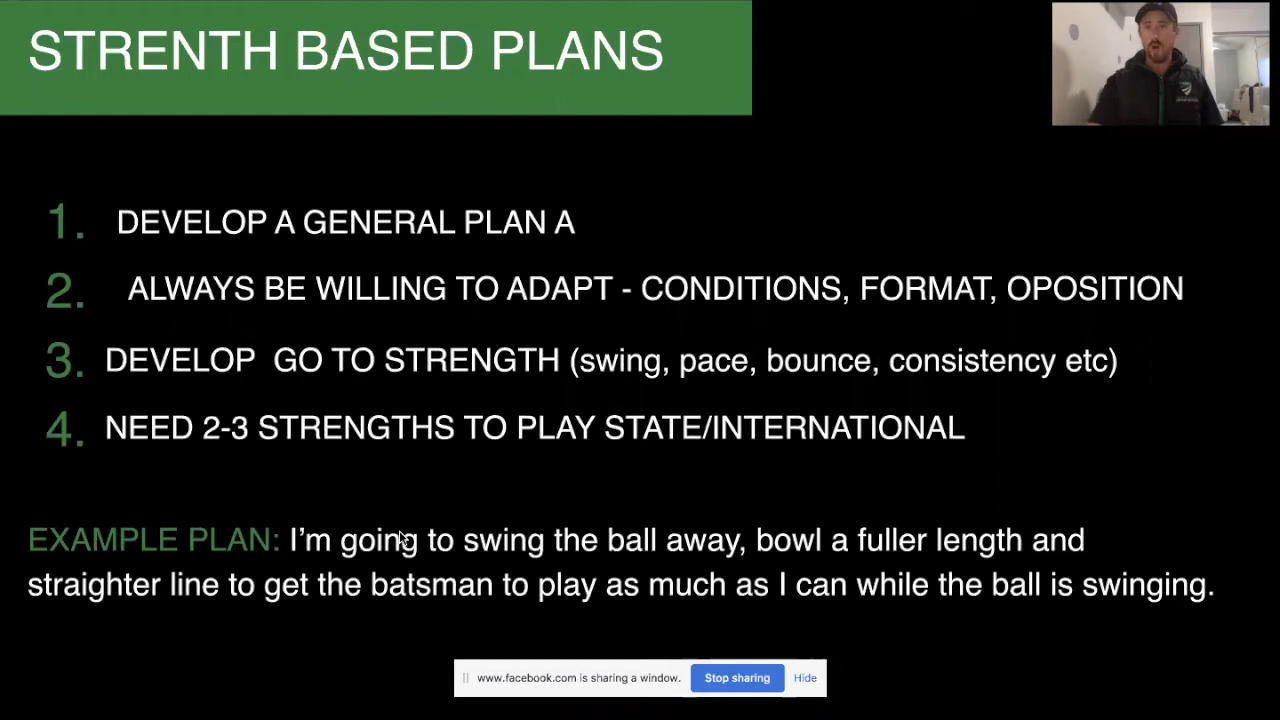 STRENTH BASED PLANS
1. DEVELOP A GENERAL PLAN A
2. ALWAYS BE WILLING TO ADAPT - CONDITIONS, FORMAT, OPOSITION
3. DEVELOP GO TO STRENGTH (swing, pace, bounce, consistency etc)
4. NEED 2-3 STRENGTHS TO PLAY STATE/INTERNATIONAL
EXAMPLE PLAN: I'm going to swing the ball away, bowl a fuller length and
straighter line to get the batsman to play as much as I can while the ball is swinging.
www.facebook.com is sharing a window. Stop sharing Hide